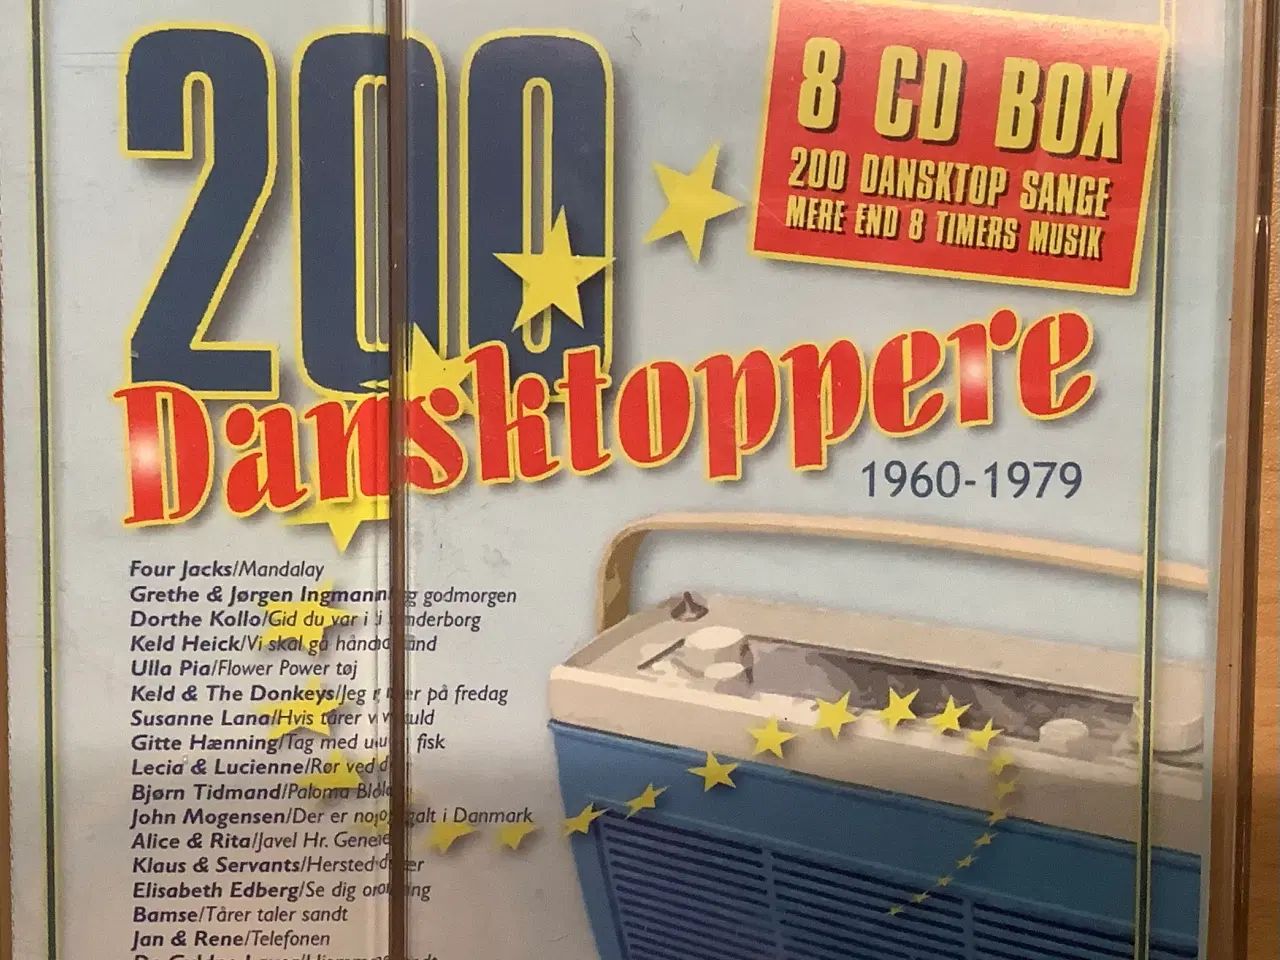 200
8 CD BOX
200 DANSKTOP SANGE
MERE END 8 TIMERS MUSIK
Dansktoppere
1960-1979
Four Jacks/Mandalay
Grethe & Jørgen Ingmann godmorgen
Dorthe Kollo/Gid du var i
Keld Heick/Vi skal gå
Ulla Pia/Flower Power tøj
Keld & The Donkeys/Jeg på fredag
Susanne Lana/Hvis tårer
Gitte Hænning/Tag med fisk
Lecia & Lucienne/Rør ved
Bjørn Tidmand/Paloma
John Mogensen/Der er i Danmark
Alice & Rita/Javel Hr.
Klaus & Servants/
Elisabeth Edberg/Se dig
Bamse/Tårer taler sandt
Jan & Rene/Telefonen